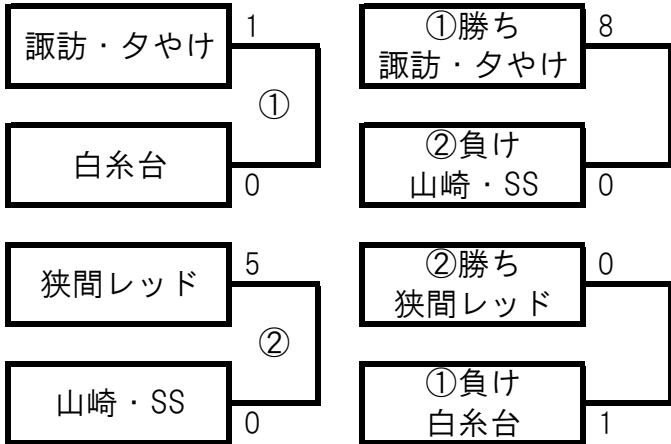 諏訪・夕やけ
1
①
白糸台
0
狭間レッド
5
②
山崎・SS
0
①勝ち
諏訪・夕やけ
8
②負け
山崎・SS
0
②勝ち
狭間レッド
0
①負け
白糸台
1